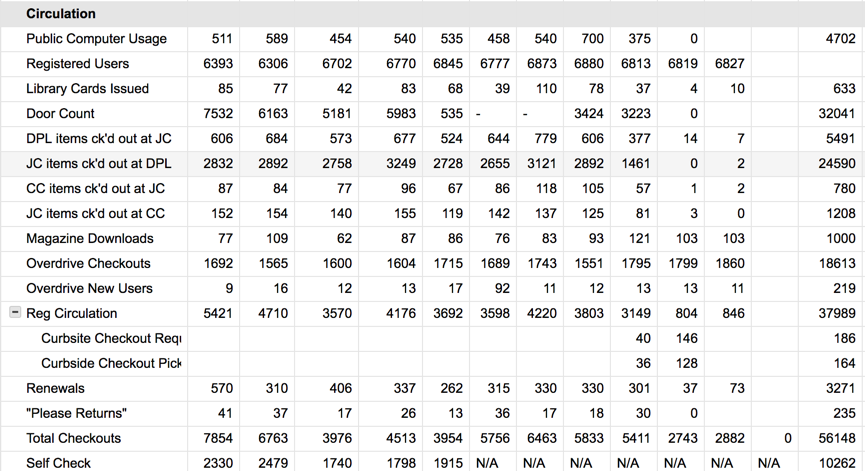 Circulation
Public Computer Usage 511 589 454 540 535 458 540 700 375 0 4702
Registered Users 6393 6306 6702 6770 6845 6777 6873 6880 6813 6819 6827
Library Cards Issued 85 77 42 83 68 39 110 78 37 4 10 633
Door Count 7532 6163 5181 5983 535 - - 3424 3223 0 32041
DPL items ck'd out at JC 606 684 573 677 524 644 779 606 377 14 7 5491
JC items ck'd out at DPL 2832 2892 2758 3249 2728 2655 3121 2892 1461 0 2 24590
CC items ck'd out at JC 87 84 77 96 67 86 118 105 57 1 2 780
JC items ck'd out at CC 152 154 140 155 119 142 137 125 81 3 0 1208
Magazine Downloads 77 109 62 87 86 76 83 93 121 103 103 1000
Overdrive Checkouts 1692 1565 1600 1604 1715 1689 1743 1551 1795 1799 1860 18613
Overdrive New Users 9 16 12 13 17 92 11 12 13 13 11 219
Reg Circulation 5421 4710 3570 4176 3692 3598 4220 3803 3149 804 846 37989
Curbsite Checkout Requ 40 146 186
Curbside Checkout Pick 36 128 164
Renewals 570 310 406 337 262 315 330 330 301 37 73 3271
"Please Returns" 41 37 17 26 13 36 17 18 30 0 235
Total Checkouts 7854 6763 3976 4513 3954 5756 6463 5833 5411 2743 2882 0 56148
Self Check 2330 2479 1740 1798 1915 N/A N/A N/A N/A N/A N/A N/A 10262